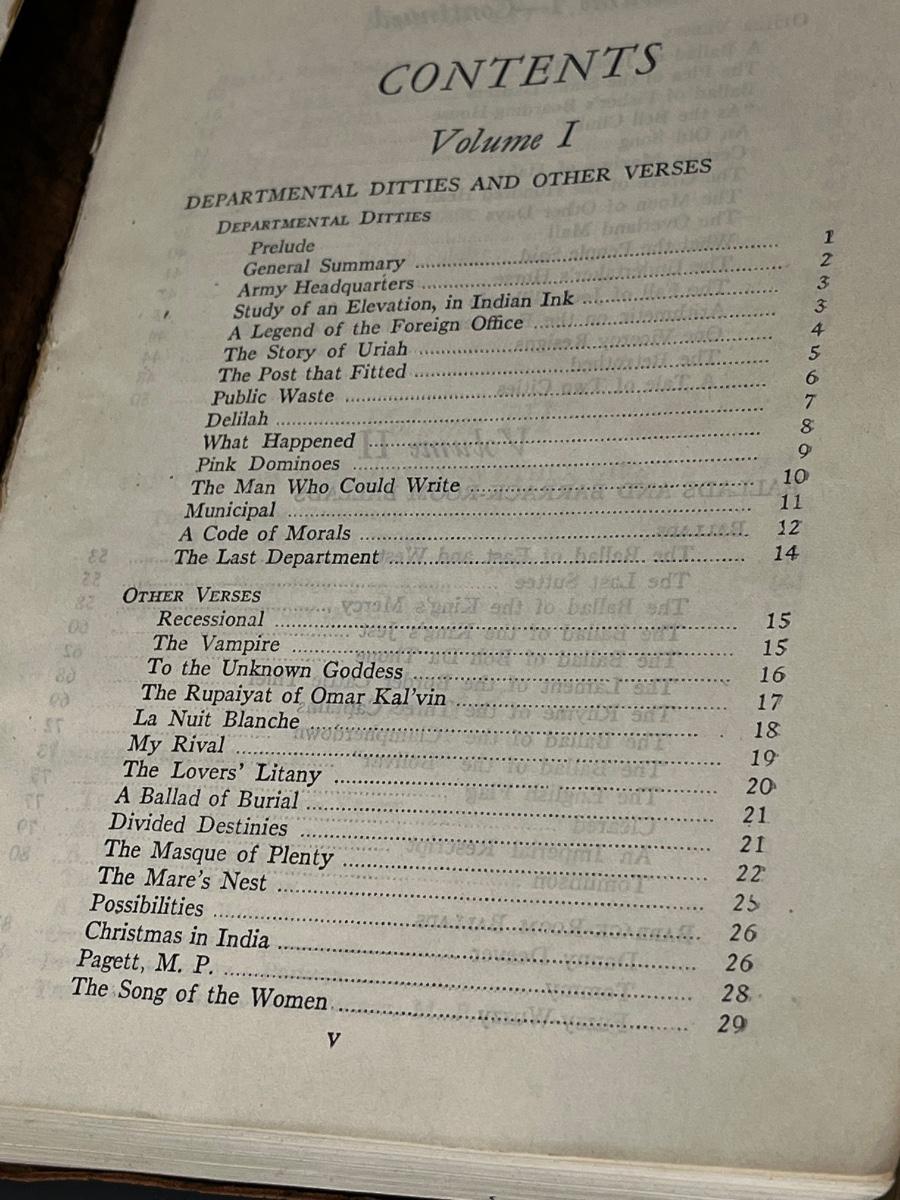 CONTENTS
Volume I
DEPARTMENTAL DITTIES AND OTHER VERSES
DEPARTMENTAL DITTIES
Prelude
General Summary ........ 1
Army Headquarters ........ 2
Study of an Elevation, in Indian Ink ........ 3
A Legend of the Foreign Office ........ 3
The Story of Uriah ........ 4
The Post that Fitted ........ 5
Public Waste ........ 6
Delilah ........ 7
What Happened ........ 8
Pink Dominoes ........ 9
The Man Who Could Write ........ 10
Municipal ........ 11
A Code of Morals ........ 12
The Last Department ........ 14
OTHER VERSES
Recessional ........ 15
The Vampire ........ 15
To the Unknown Goddess ........ 16
The Rupaiyat of Omar Kal'vin ........ 17
La Nuit Blanche ........ 18
My Rival ........ 19
The Lovers' Litany ........ 20
A Ballad of Burial ........ 21
Divided Destinies ........ 21
The Masque of Plenty ........ 22
The Mare's Nest ........ 25
Possibilities ........ 26
Christmas in India ........ 26
Pagett, M. P. ........ 28
The Song of the Women ........ 29
v